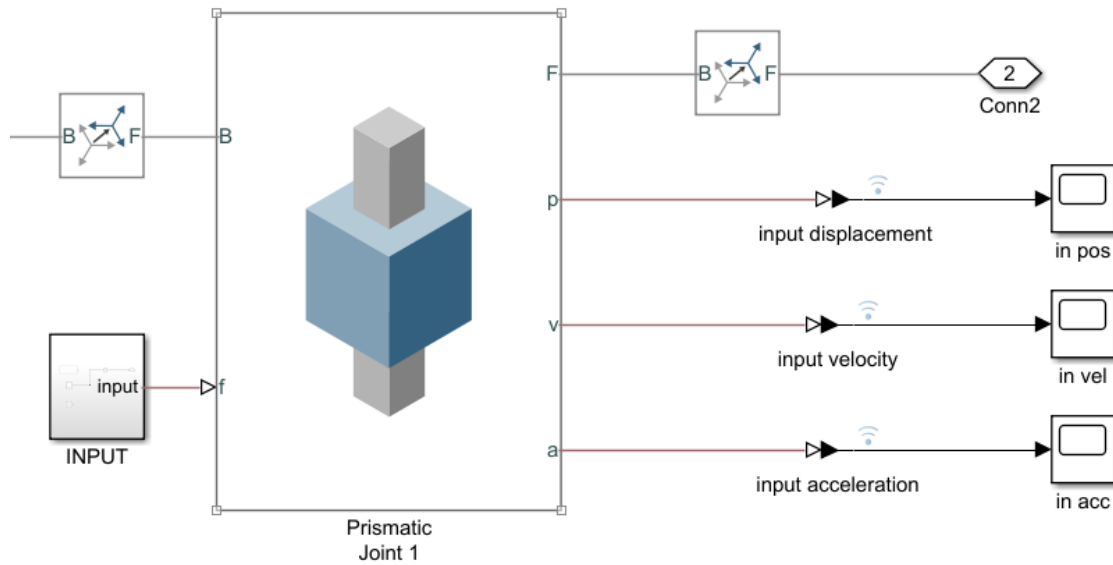 F
B
F
2
Conn2
B
F
B
p
input displacement
in pos
v
input velocity
in vel
input
f
INPUT
a
input acceleration
in acc
Prismatic
Joint 1